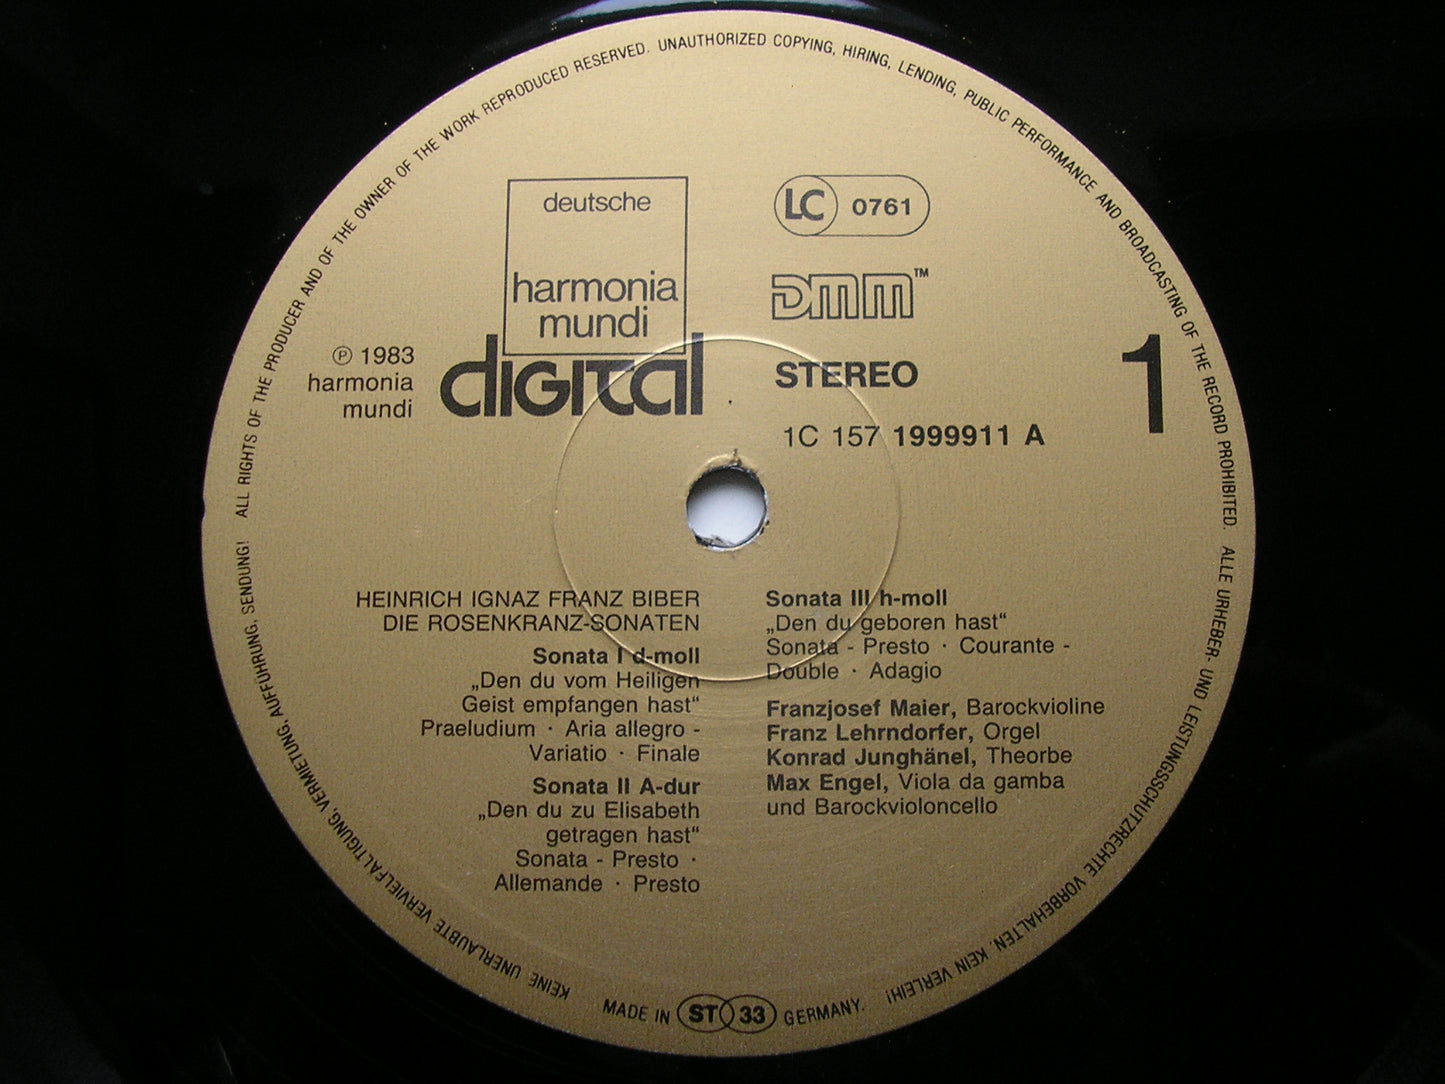 ALL RIGHTS OF THE PRODUCER AND OF THE OWNER OF THE WORK REPRODUCED RESERVED. UNAUTHORIZED COPYING, HIRING, LENDING, PUBLIC PERFORMANCE AND BROADCASTING OF THE RECORD PROHIBITED.
ALLE URHEBER- UND LEISTUNGSSCHUTZRECHTE VORBEHALTEN. KEIN VERLEIH! KEINE UNERLAUBTE VERVIELFÄLTIGUNG, VERMIETUNG, AUFFÜHRUNG, SENDUNG!
deutsche
harmonia
mundi
digital
Ⓟ 1983
harmonia
mundi
LC 0761
DMM™
STEREO
1C 157 1999911 A
1
HEINRICH IGNAZ FRANZ BIBER
DIE ROSENKRANZ-SONATEN
Sonata I d-moll
„Den du vom Heiligen
Geist empfangen hast“
Praeludium · Aria allegro -
Variatio · Finale
Sonata II A-dur
„Den du zu Elisabeth
getragen hast“
Sonata - Presto ·
Allemande · Presto
Sonata III h-moll
„Den du geboren hast“
Sonata - Presto · Courante -
Double · Adagio
Franzjosef Maier, Barockvioline
Franz Lehrndorfer, Orgel
Konrad Junghänel, Theorbe
Max Engel, Viola da gamba
und Barockvioloncello
MADE IN ST 33 GERMANY.